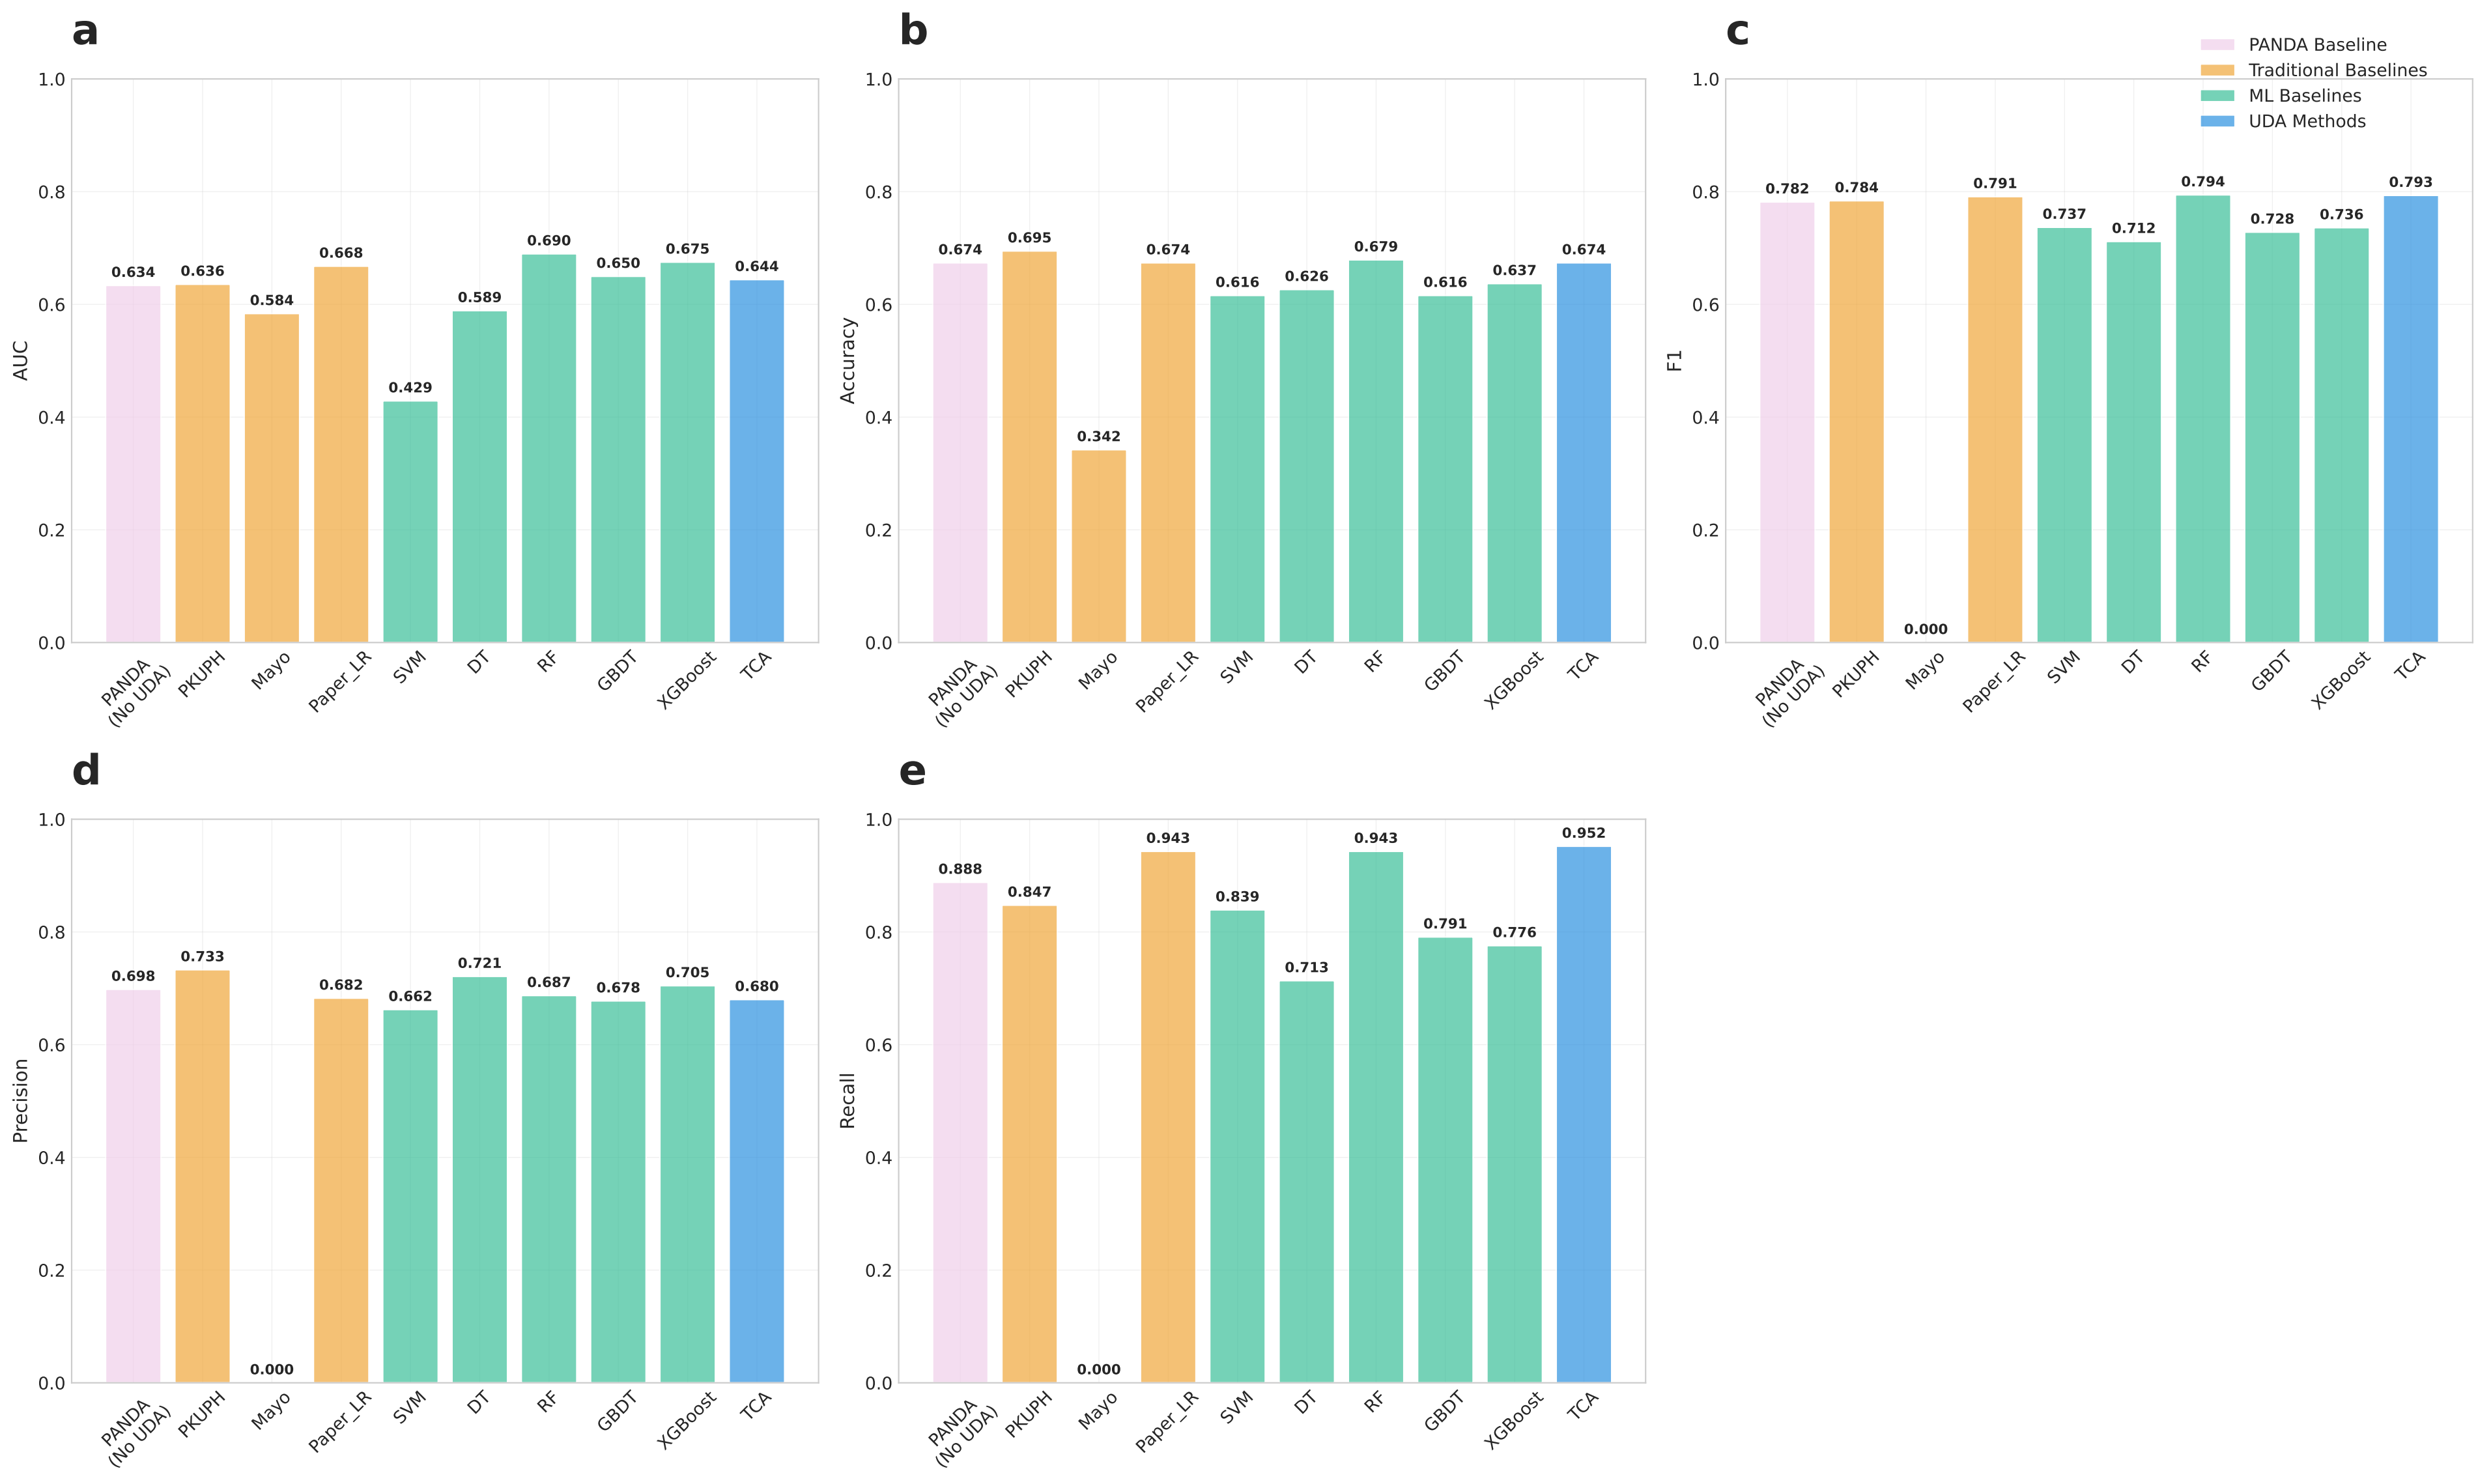 a
1.0
0.8
0.6
0.4
0.2
0.0
AUC
0.634
0.636
0.584
0.668
0.429
0.589
0.690
0.650
0.675
0.644
PANDA
(No UDA)
PKUPH
Mayo
Paper_LR
SVM
DT
RF
GBDT
XGBoost
TCA
b
1.0
0.8
0.6
0.4
0.2
0.0
Accuracy
0.674
0.695
0.342
0.674
0.616
0.626
0.679
0.616
0.637
0.674
PANDA
(No UDA)
PKUPH
Mayo
Paper_LR
SVM
DT
RF
GBDT
XGBoost
TCA
c
PANDA Baseline
Traditional Baselines
ML Baselines
UDA Methods
1.0
0.8
0.6
0.4
0.2
0.0
F1
0.782
0.784
0.000
0.791
0.737
0.712
0.794
0.728
0.736
0.793
PANDA
(No UDA)
PKUPH
Mayo
Paper_LR
SVM
DT
RF
GBDT
XGBoost
TCA
d
1.0
0.8
0.6
0.4
0.2
0.0
Precision
0.698
0.733
0.000
0.682
0.662
0.721
0.687
0.678
0.705
0.680
PANDA
(No UDA)
PKUPH
Mayo
Paper_LR
SVM
DT
RF
GBDT
XGBoost
TCA
e
1.0
0.8
0.6
0.4
0.2
0.0
Recall
0.888
0.847
0.000
0.943
0.839
0.713
0.943
0.791
0.776
0.952
PANDA
(No UDA)
PKUPH
Mayo
Paper_LR
SVM
DT
RF
GBDT
XGBoost
TCA